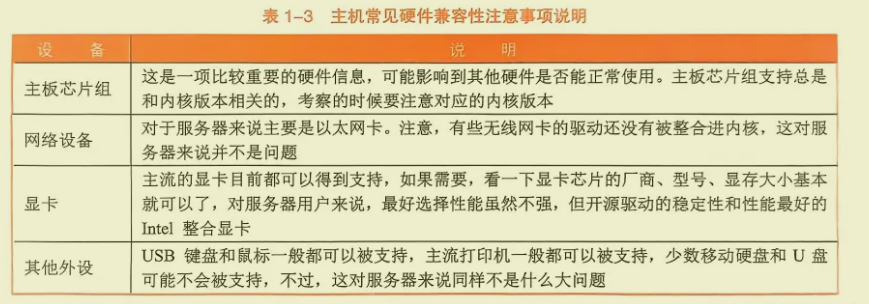 表 1-3 主机常见硬件兼容性注意事项说明
设 备 说 明
主板芯片组 这是一项比较重要的硬件信息，可能影响到其他硬件是否能正常使用。主板芯片组支持总是
和内核版本相关的，考察的时候要注意对应的内核版本
网络设备 对于服务器来说主要是以太网卡。注意，有些无线网卡的驱动还没有被整合进内核，这对服
务器来说并不是问题
显卡 主流的显卡目前都可以得到支持，如果需要，看一下显卡芯片的厂商、型号、显存大小基本
就可以了，对服务器用户来说，最好选择性能虽然不强，但开源驱动的稳定性和性能最好的
Intel 整合显卡
其他外设 USB 键盘和鼠标一般都可以被支持，主流打印机一般都可以被支持，少数移动硬盘和 U 盘
可能不会被支持，不过，这对服务器来说同样不是什么大问题